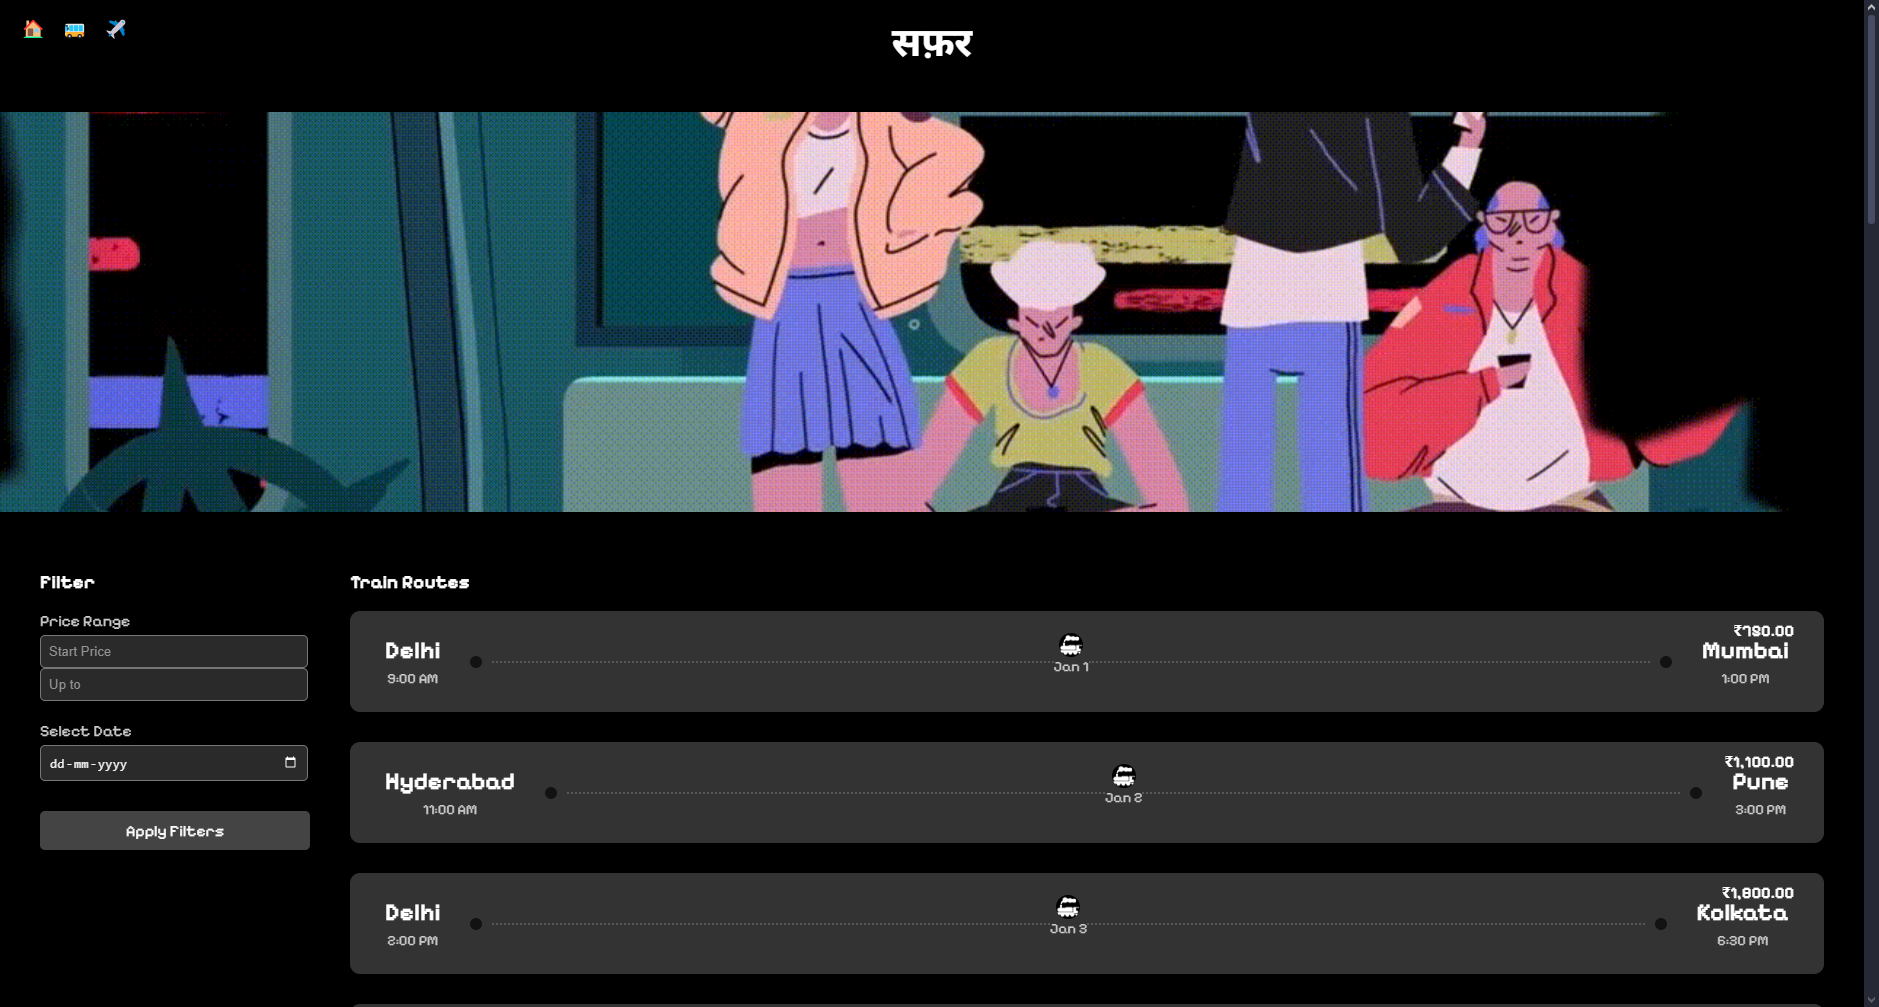 सफ़र
Filter
Price Range
Start Price
Up to
Select Date
dd-mm-yyyy
Apply Filters
Train Routes
₹780.00
Delhi
Mumbai
Jan 1
9:00 AM
1:00 PM
₹1,100.00
Hyderabad
Pune
Jan 2
11:00 AM
3:00 PM
₹1,800.00
Delhi
Kolkata
Jan 3
2:00 PM
6:30 PM